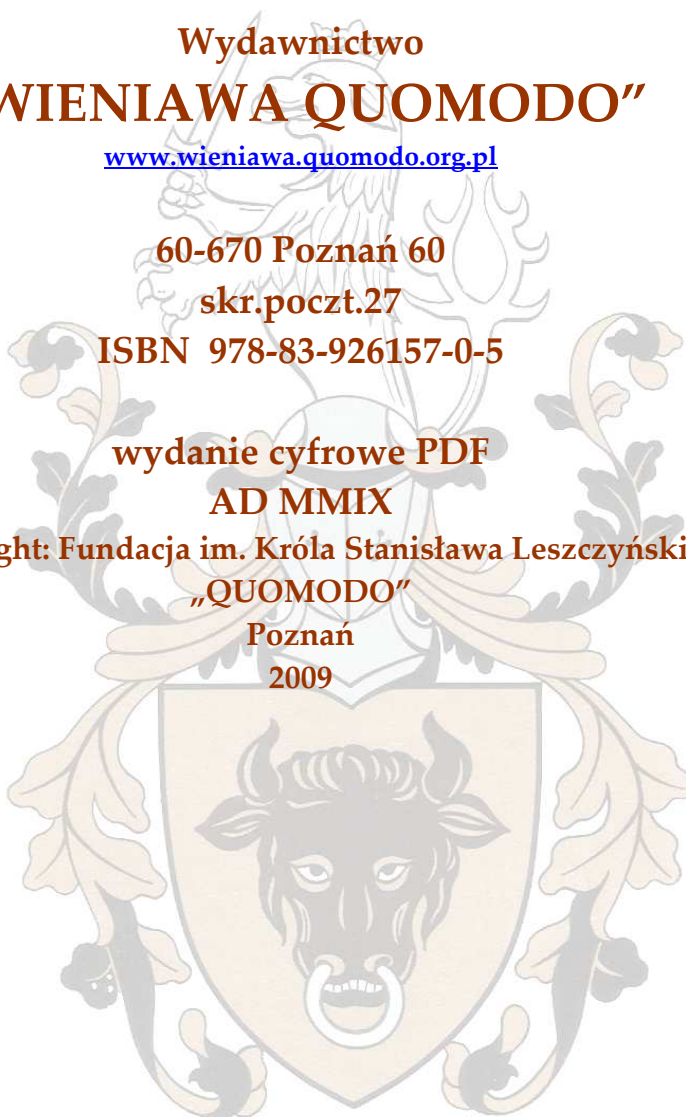 Wydawnictwo
WIENIAWA QUOMODO”
www.wieniawa.quomodo.org.pl
60-670 Poznań 60
skr.poczt.27
ISBN 978-83-926157-0-5
wydanie cyfrowe PDF
AD MMIX
ght: Fundacja im. Króla Stanisława Leszczyński
„QUOMODO”
Poznań
2009